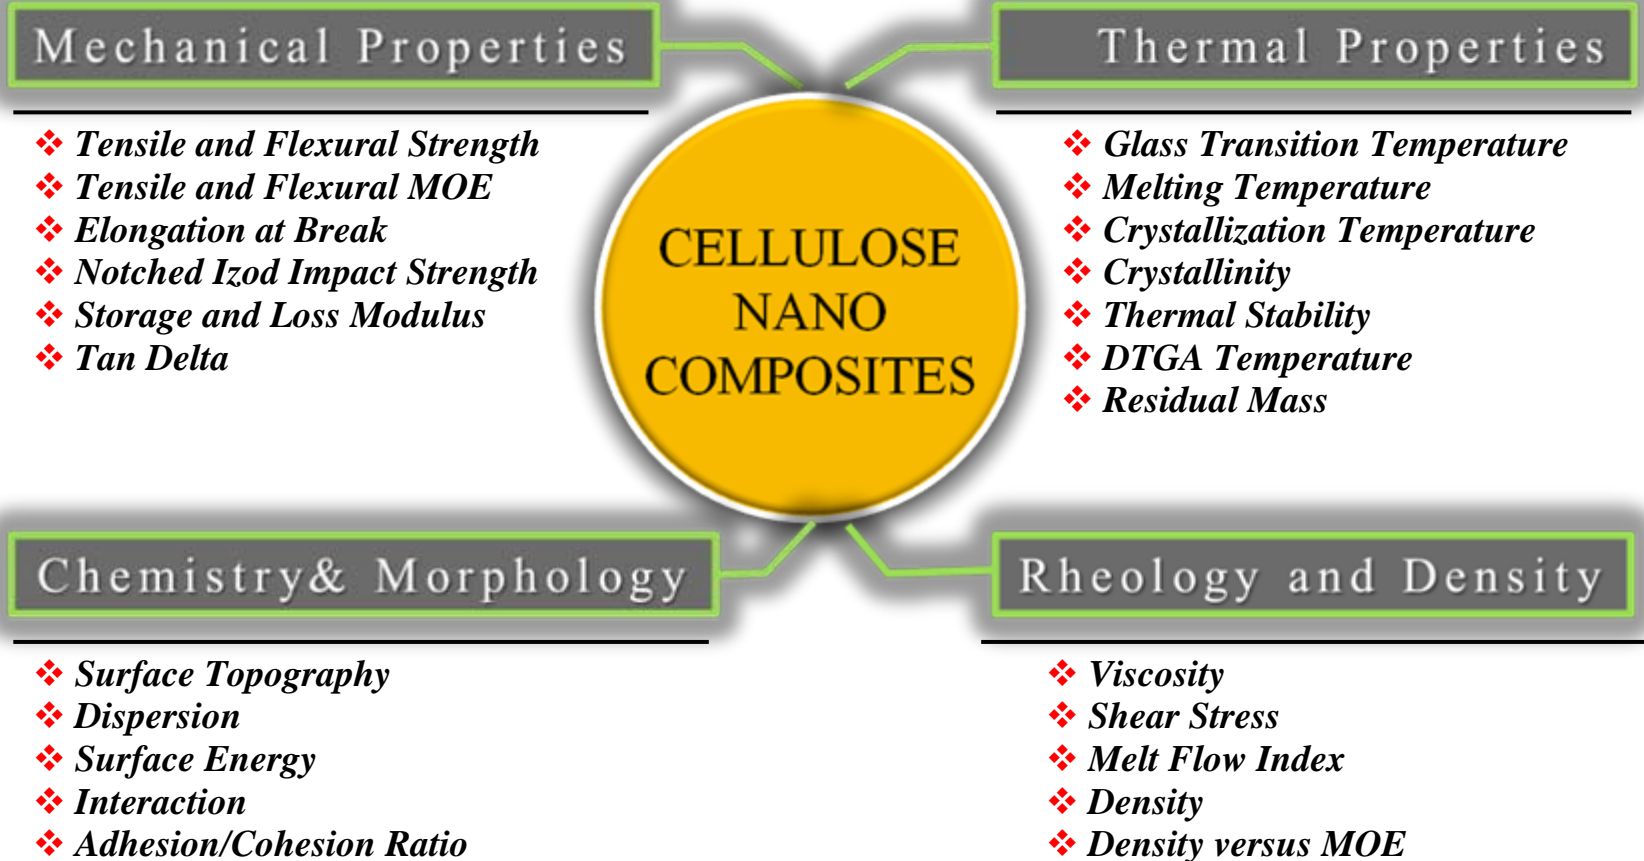 Mechanical Properties
❖ Tensile and Flexural Strength
❖ Tensile and Flexural MOE
❖ Elongation at Break
❖ Notched Izod Impact Strength
❖ Storage and Loss Modulus
❖ Tan Delta
Thermal Properties
❖ Glass Transition Temperature
❖ Melting Temperature
❖ Crystallization Temperature
❖ Crystallinity
❖ Thermal Stability
❖ DTGA Temperature
❖ Residual Mass
CELLULOSE
NANO
COMPOSITES
Chemistry& Morphology
❖ Surface Topography
❖ Dispersion
❖ Surface Energy
❖ Interaction
❖ Adhesion/Cohesion Ratio
Rheology and Density
❖ Viscosity
❖ Shear Stress
❖ Melt Flow Index
❖ Density
❖ Density versus MOE